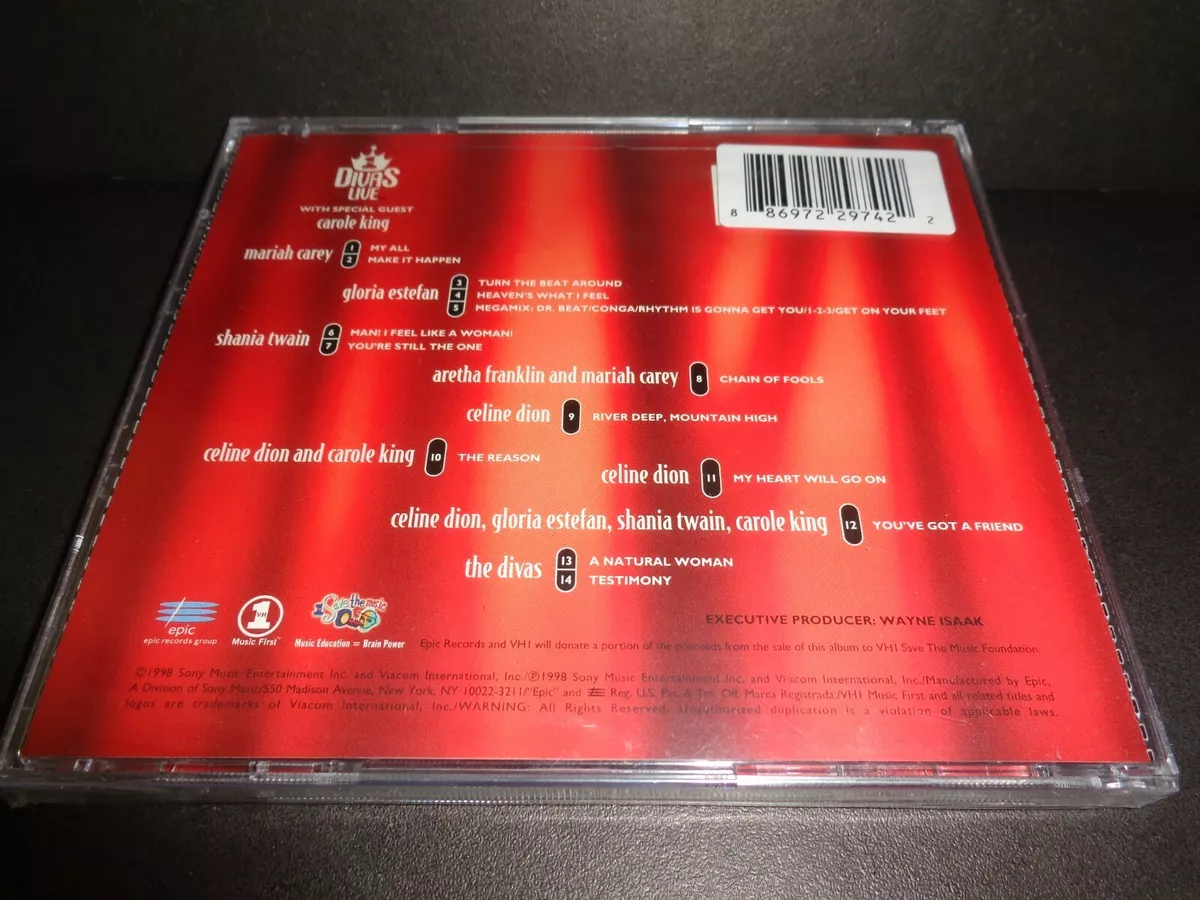 DIVAS
LIVE
WITH SPECIAL GUEST
carole king
8 86972 29742 2
mariah carey 1 MY ALL
2 MAKE IT HAPPEN
gloria estefan 3 TURN THE BEAT AROUND
4 HEAVEN'S WHAT I FEEL
5 MEGAMIX: DR. BEAT/CONGA/RHYTHM IS GONNA GET YOU/1-2-3/GET ON YOUR FEET
shania twain 6 MAN! I FEEL LIKE A WOMAN!
7 YOU'RE STILL THE ONE
aretha franklin and mariah carey 8 CHAIN OF FOOLS
celine dion 9 RIVER DEEP, MOUNTAIN HIGH
celine dion and carole king 10 THE REASON
celine dion 11 MY HEART WILL GO ON
celine dion, gloria estefan, shania twain, carole king 12 YOU'VE GOT A FRIEND
the divas 13 A NATURAL WOMAN
14 TESTIMONY
EXECUTIVE PRODUCER: WAYNE ISAAK
epic
epic records group
VH1
Music First™
Save the music
Music Education = Brain Power
Epic Records and VH1 will donate a portion of the proceeds from the sale of this album to VH1 Save The Music Foundation.
©1998 Sony Music Entertainment Inc. and Viacom International, Inc./℗1998 Sony Music Entertainment Inc. and Viacom International, Inc./Manufactured by Epic,
A Division of Sony Music/550 Madison Avenue, New York, NY 10022-3211/"Epic" and Reg. U.S. Pat. & Tm. Off. Marca Registrada./VH1 Music First and all related titles and
logos are trademarks of Viacom International, Inc./WARNING: All Rights Reserved. Unauthorized duplication is a violation of applicable laws.